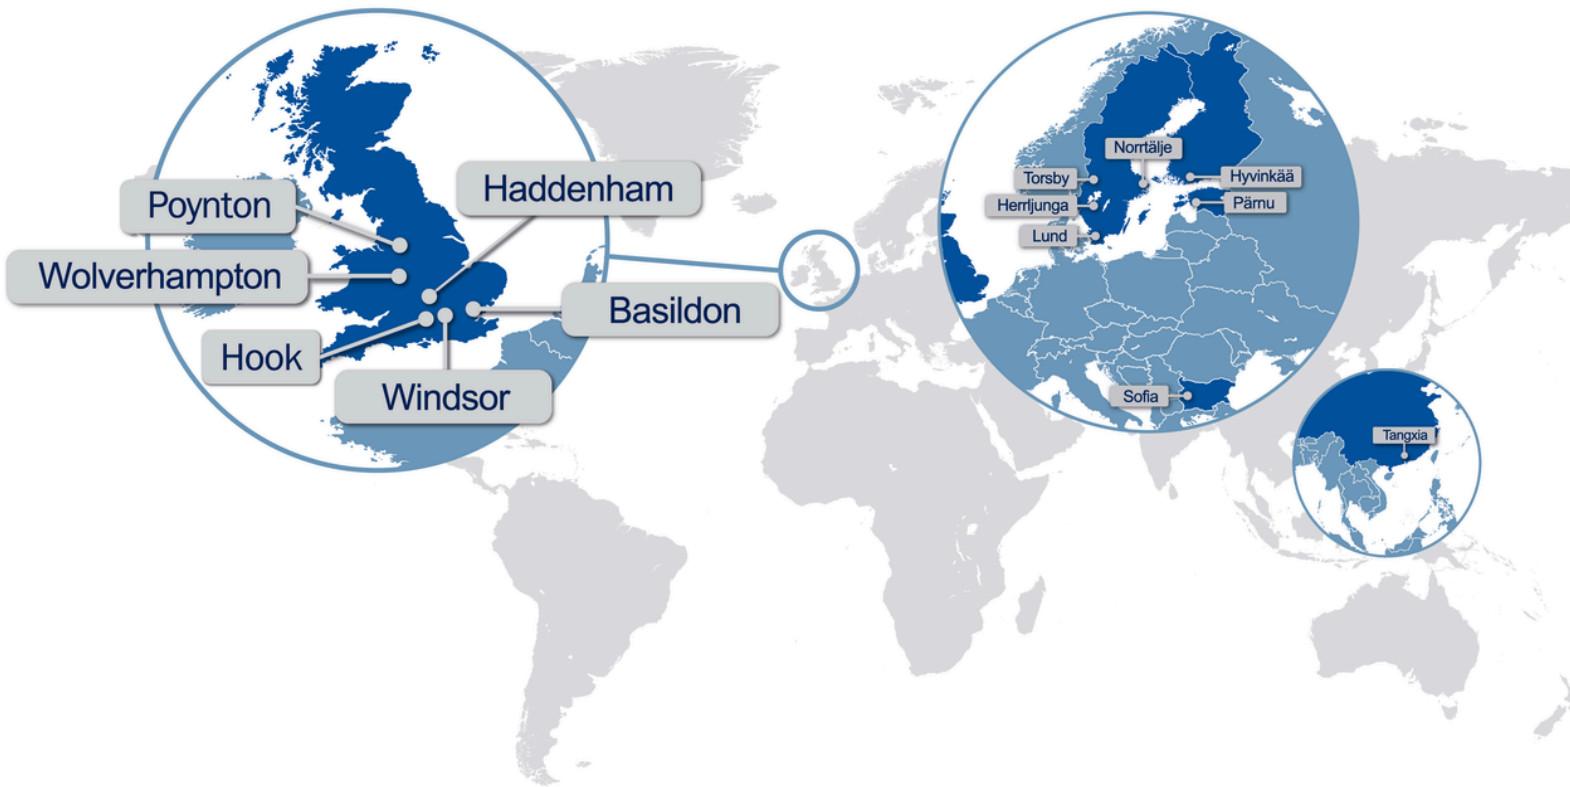 Poynton
Haddenham
Wolverhampton
Basildon
Hook
Windsor
Norrtälje
Torsby
Hyvinkää
Herrljunga
Pärnu
Lund
Sofia
Tangxia